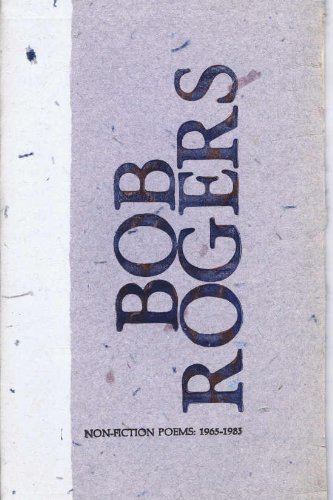 BOB
ROGERS
NON-FICTION POEMS: 1965-1983